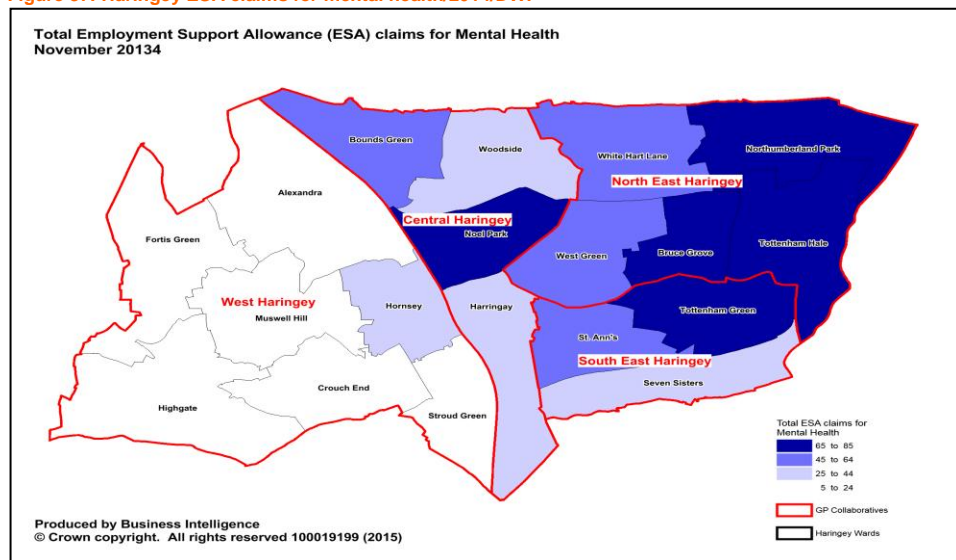 Total Employment Support Allowance (ESA) claims for Mental Health
November 20134
Bounds Green
Woodside
White Hart Lane
Northumberland Park
Alexandra
North East Haringey
Central Haringey
Noel Park
Fortis Green
West Green
Bruce Grove
Tottenham Hale
West Haringey
Muswell Hill
Hornsey
Harringay
Tottenham Green
St. Ann's
South East Haringey
Seven Sisters
Crouch End
Highgate
Stroud Green
Total ESA claims for
Mental Health
65 to 85
45 to 64
25 to 44
5 to 24
GP Collaboratives
Haringey Wards
Produced by Business Intelligence
© Crown copyright. All rights reserved 100019199 (2015)